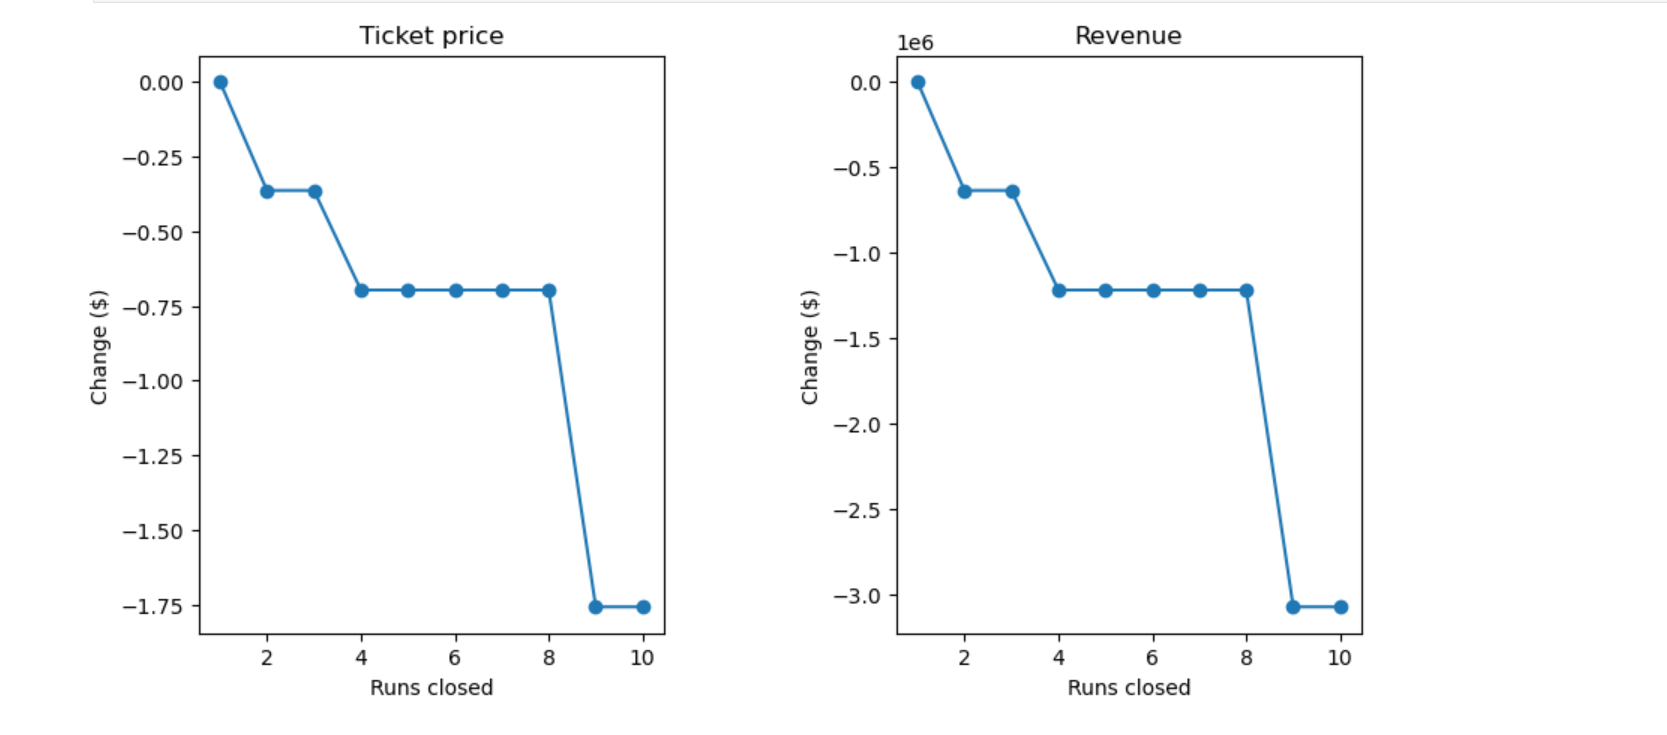 Ticket price
0.00
−0.25
−0.50
−0.75
−1.00
−1.25
−1.50
−1.75
Change ($)
2 4 6 8 10
Runs closed
Revenue
1e6
0.0
−0.5
−1.0
−1.5
−2.0
−2.5
−3.0
Change ($)
2 4 6 8 10
Runs closed